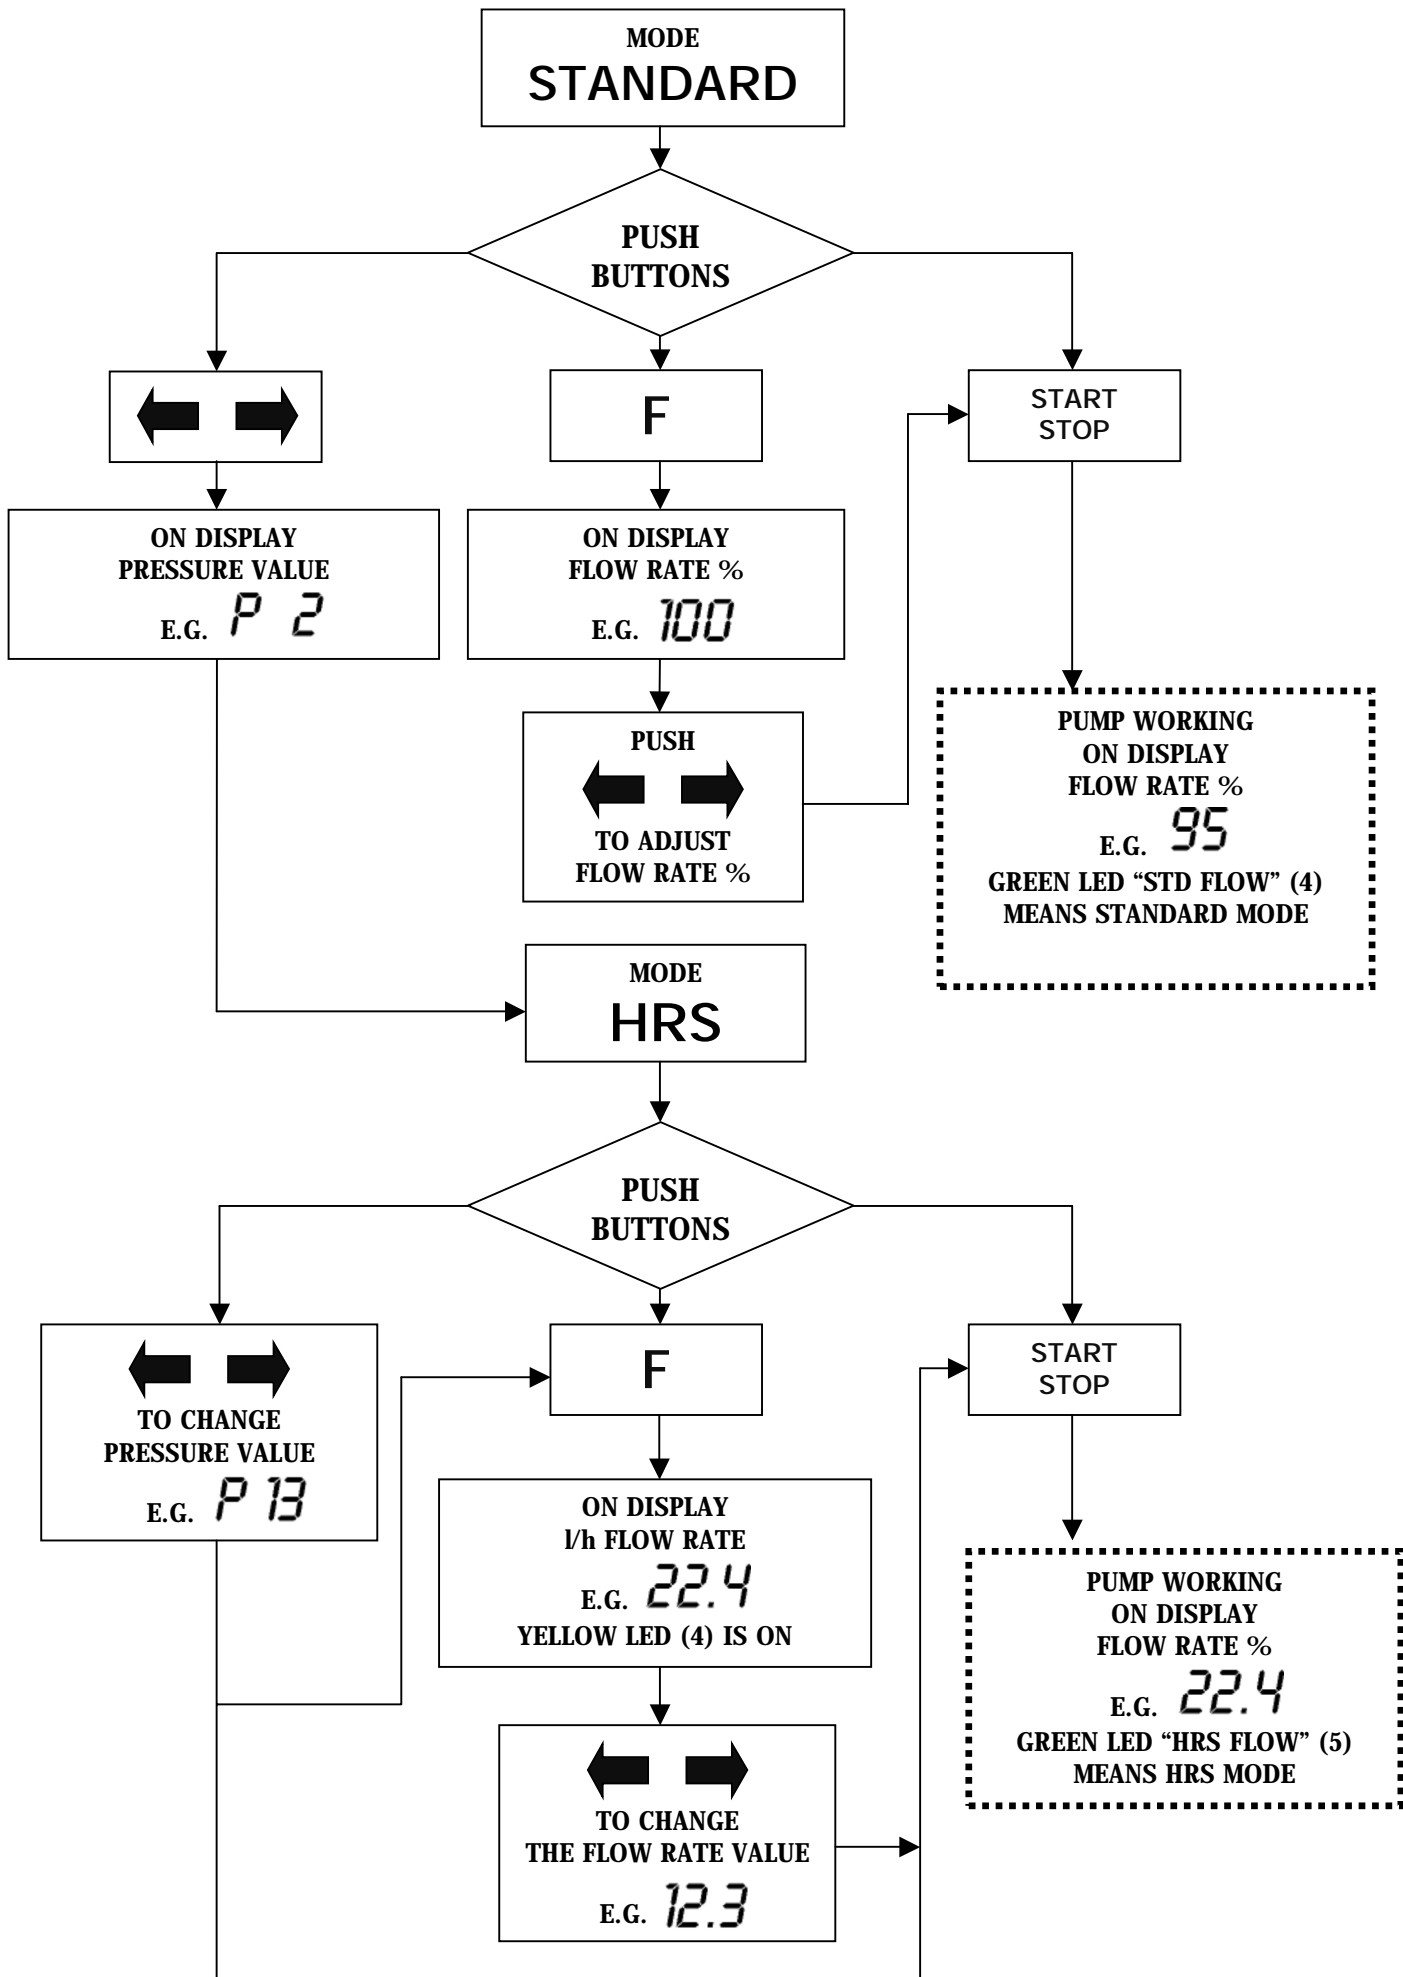 MODE
STANDARD
PUSH
BUTTONS
F
START
STOP
ON DISPLAY
PRESSURE VALUE
E.G. P 2
ON DISPLAY
FLOW RATE %
E.G. 100
PUSH
TO ADJUST
FLOW RATE %
PUMP WORKING
ON DISPLAY
FLOW RATE %
E.G. 95
GREEN LED “STD FLOW” (4)
MEANS STANDARD MODE
MODE
HRS
PUSH
BUTTONS
TO CHANGE
PRESSURE VALUE
E.G. P 13
F
START
STOP
ON DISPLAY
l/h FLOW RATE
E.G. 22.4
YELLOW LED (4) IS ON
PUMP WORKING
ON DISPLAY
FLOW RATE %
E.G. 22.4
GREEN LED “HRS FLOW” (5)
MEANS HRS MODE
TO CHANGE
THE FLOW RATE VALUE
E.G. 12.3